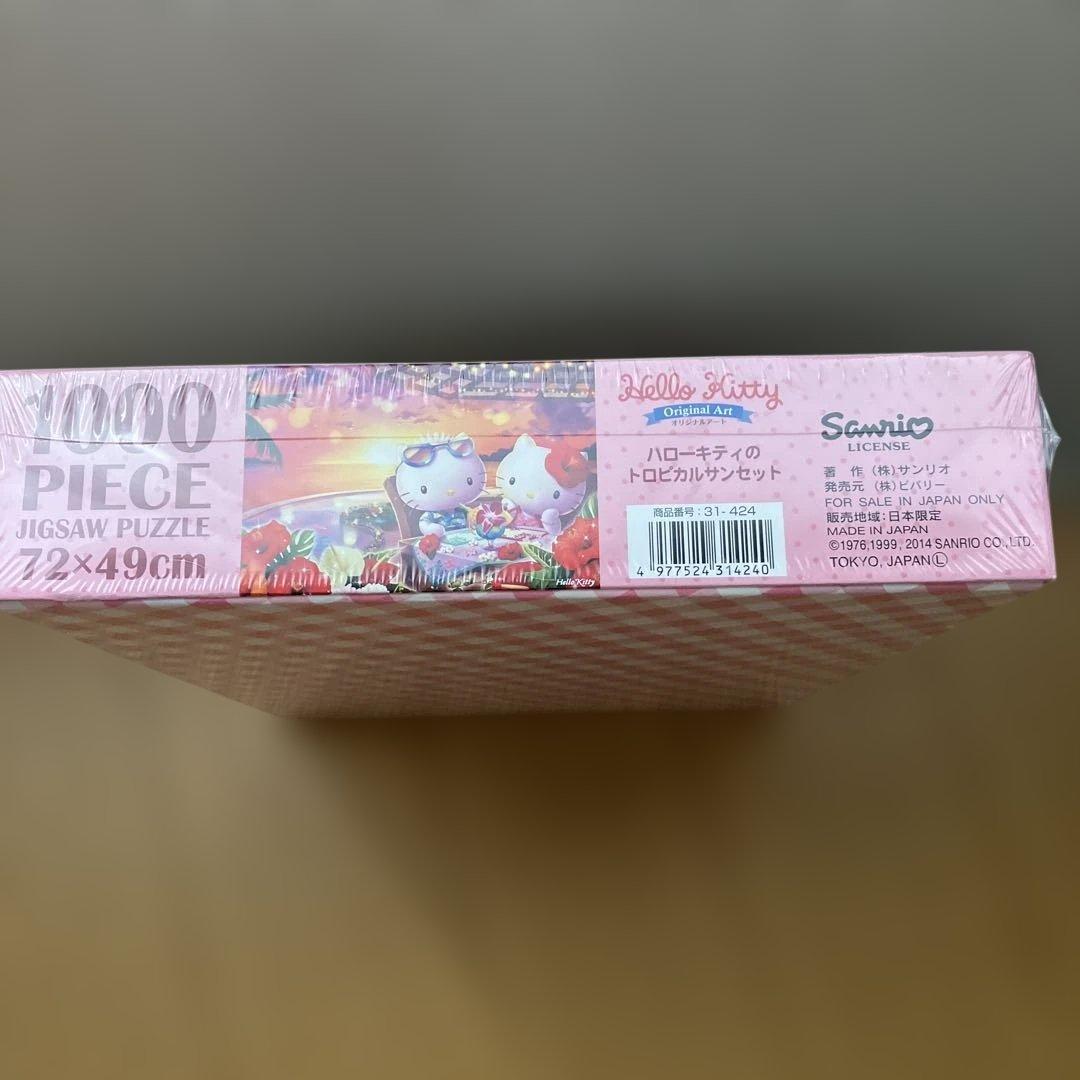 1000
PIECE
JIGSAW PUZZLE
72×49cm
Hello Kitty
Hello Kitty
Original Art
オリジナルアート
ハローキティの
トロピカルサンセット
商品番号:31-424
4 977524 314240
Sanrio
LICENSE
著 作 (株)サンリオ
発売元 (株)ビバリー
FOR SALE IN JAPAN ONLY
販売地域:日本限定
MADE IN JAPAN
©1976,1999, 2014 SANRIO CO.,LTD.
TOKYO, JAPAN Ⓛ